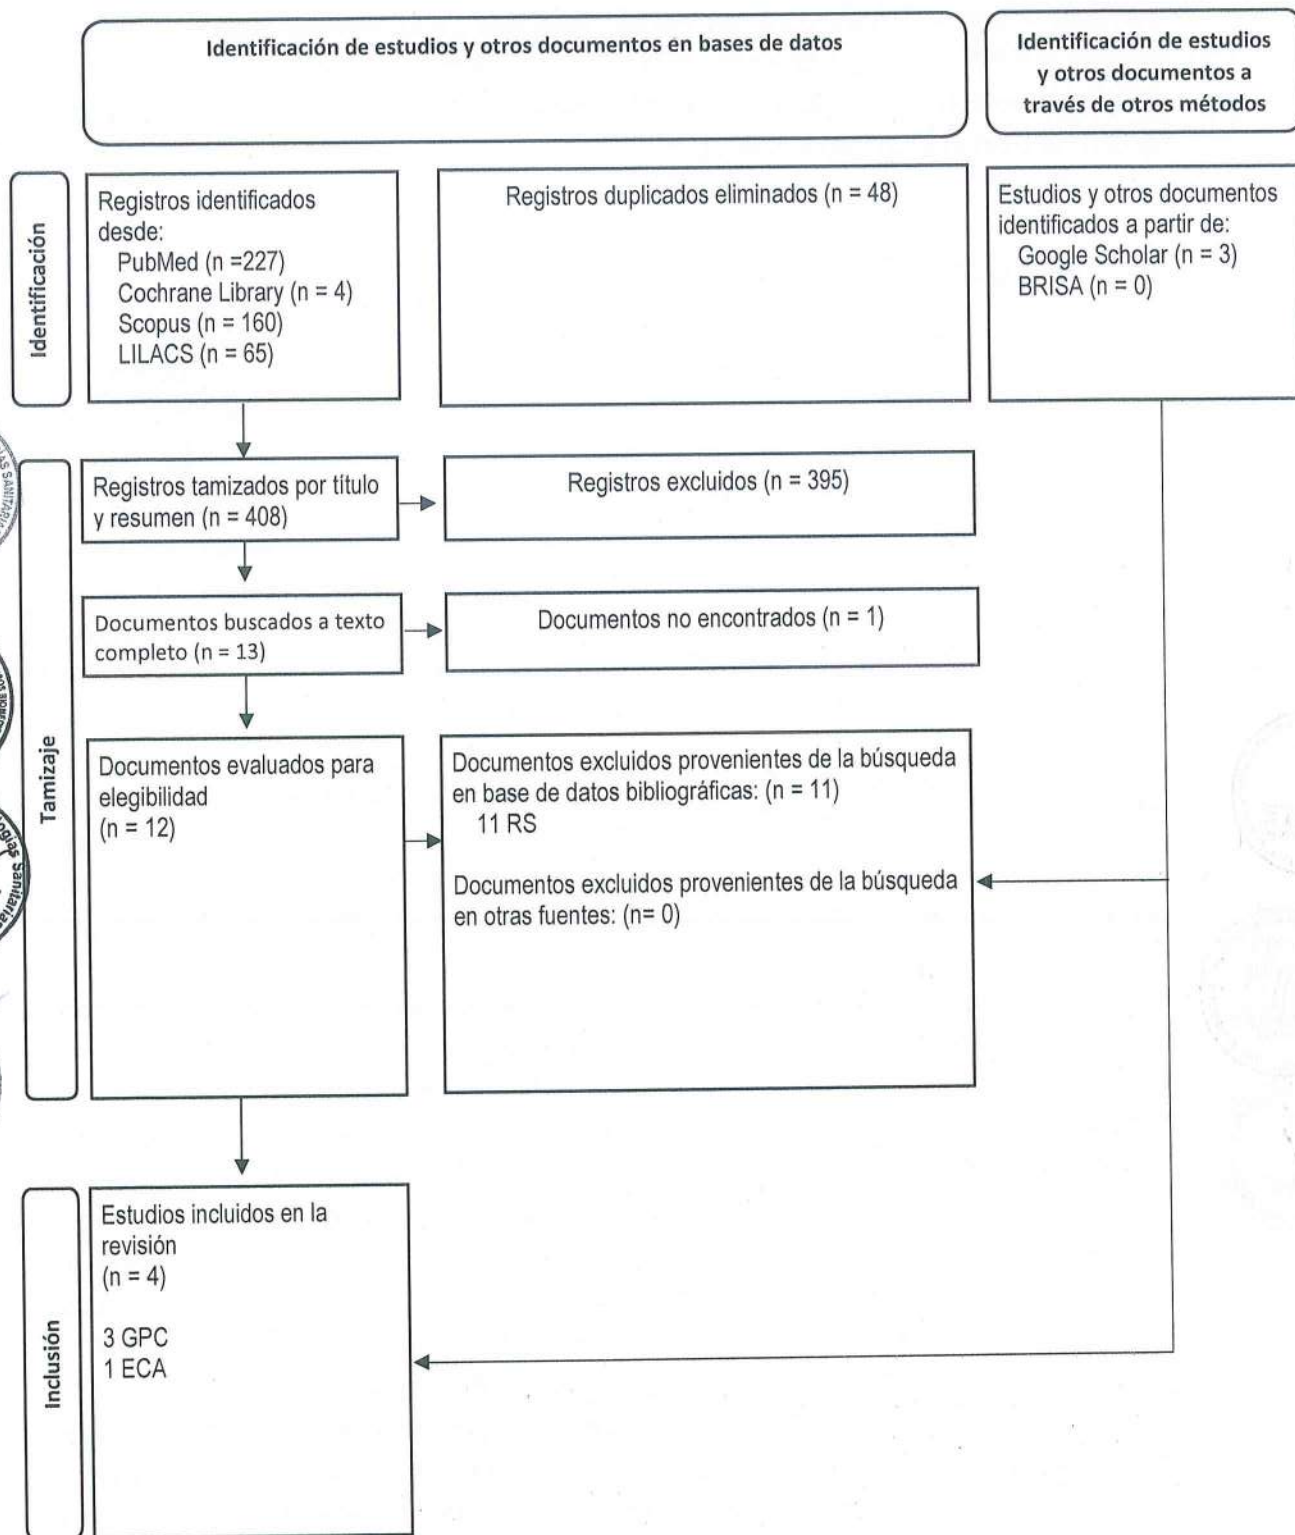 Identificación de estudios y otros documentos en bases de datos
Identificación de estudios
y otros documentos a
través de otros métodos
Identificación
Registros identificados
desde:
PubMed (n =227)
Cochrane Library (n = 4)
Scopus (n = 160)
LILACS (n = 65)
Registros duplicados eliminados (n = 48)
Estudios y otros documentos
identificados a partir de:
Google Scholar (n = 3)
BRISA (n = 0)
Tamizaje
Registros tamizados por título
y resumen (n = 408)
Registros excluidos (n = 395)
Documentos buscados a texto
completo (n = 13)
Documentos no encontrados (n = 1)
Documentos evaluados para
elegibilidad
(n = 12)
Documentos excluidos provenientes de la búsqueda
en base de datos bibliográficas: (n = 11)
11 RS
Documentos excluidos provenientes de la búsqueda
en otras fuentes: (n= 0)
Inclusión
Estudios incluidos en la
revisión
(n = 4)
3 GPC
1 ECA
Sanitarias